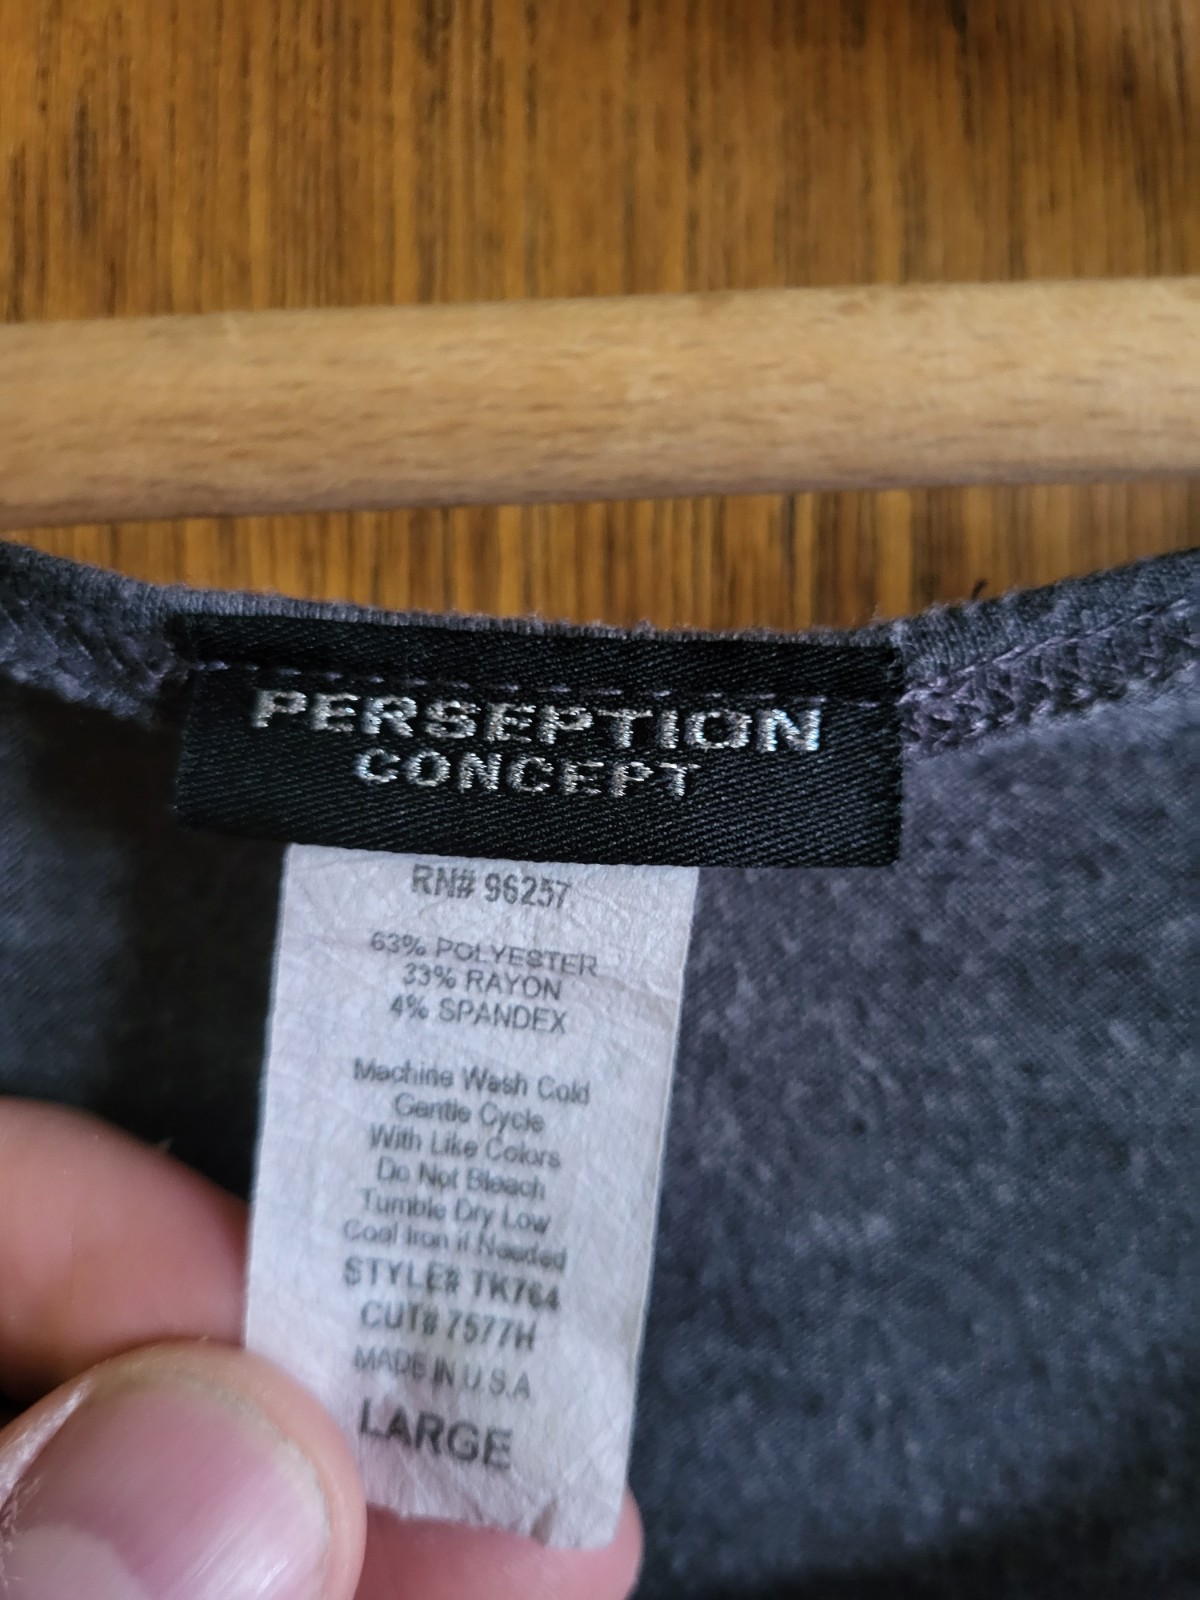 PERSEPTION
CONCEPT
RN# 96257
63% POLYESTER
33% RAYON
4% SPANDEX
Machine Wash Cold
Gentle Cycle
With Like Colors
Do Not Bleach
Tumble Dry Low
Cool Iron if Needed
STYLE# TK764
CUT# 7577H
MADE IN U.S.A
LARGE